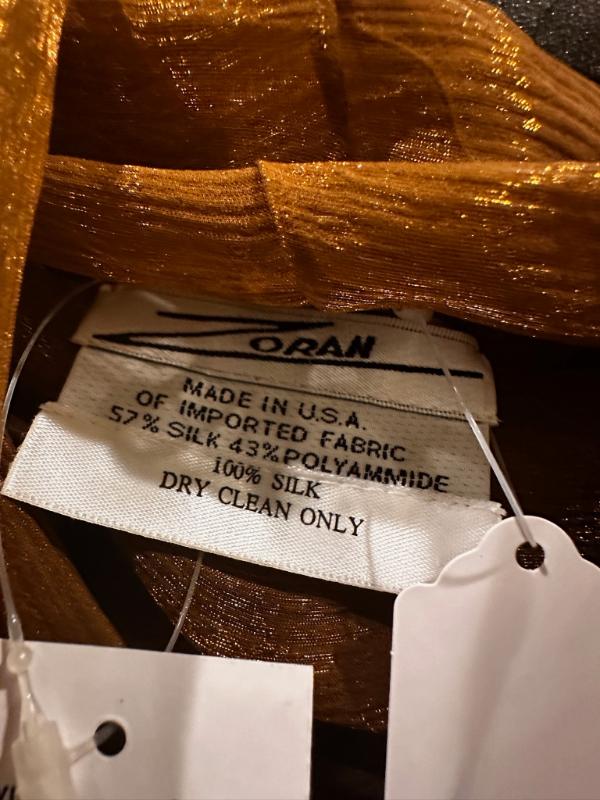 ZORAN
MADE IN U.S.A.
OF IMPORTED FABRIC
57% SILK 43% POLYAMMIDE
100% SILK
DRY CLEAN ONLY